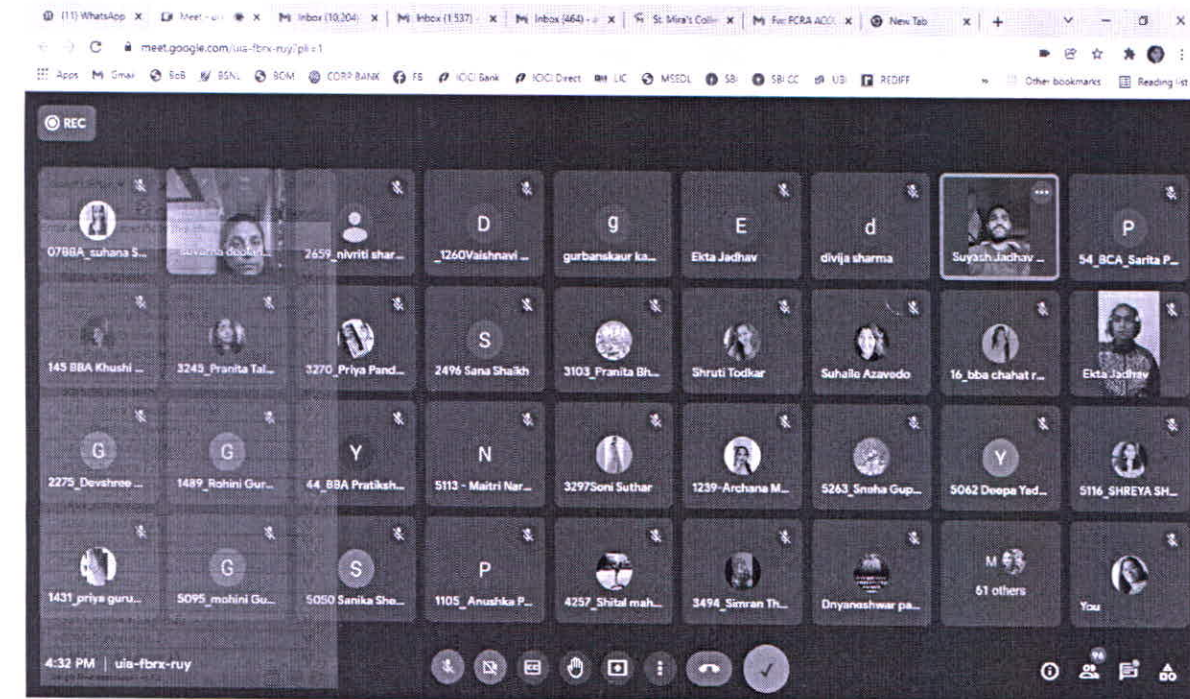 (11) WhatsApp
Meet -
Inbox (10,204)
Inbox (1,537) -
Inbox (464) -
St. Mira's Colle
New Tab
meet.google.com/uia-fbrx-ruy?pli=1
Apps
BOB
BSNL
BOM
CORP BANK
FB
ICICI Bank
ICICI Direct
LIC
MSEDL
SBI
SBI CC
UBI
REDIFF
»
Other bookmarks
Reading list
REC
07BBA_suhana S...
2659_nivriti shar...
D
_1260Vaishnavi ...
g
gurbanskaur ka...
E
Ekta Jadhav
d
divija sharma
Suyash Jadhav ...
P
54_BCA_Sarita P...
145 BBA Khushi ...
3245_Pranita Tal...
3270_Priya Pand...
S
2496 Sana Shaikh
3103_Pranita Bh...
Shruti Todkar
Suhaile Azavedo
16_bba chahat r...
Ekta Jadhav
G
2275_Devshree ...
G
1489_Rohini Gur...
Y
44_BBA Pratiksh...
N
5113 - Maitri Nar...
3297Soni Suthar
1239-Archana M...
5263_Sneha Gup...
Y
5062 Deepa Yad...
5116_SHREYA SH...
1431_priya guru...
G
5095_mohini Gu...
S
5050 Sanika She...
P
1105_Anushka P...
4257_Shital mah...
3494_Simran Th...
Dnyaneshwar pa...
M
61 others
You
4:32 PM | uia-fbrx-ruy
96